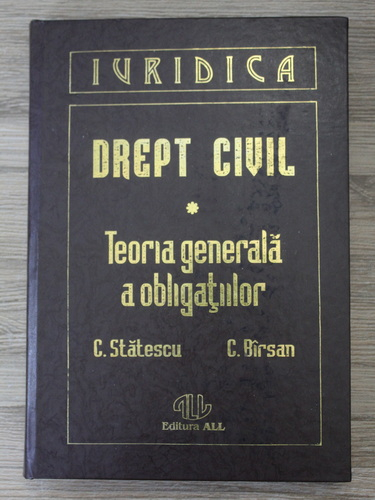 IURIDICA
DREPT CIVIL
*
Teoria generală
a obligațiilor
C. Stătescu C. Bîrsan
ALL
Editura ALL